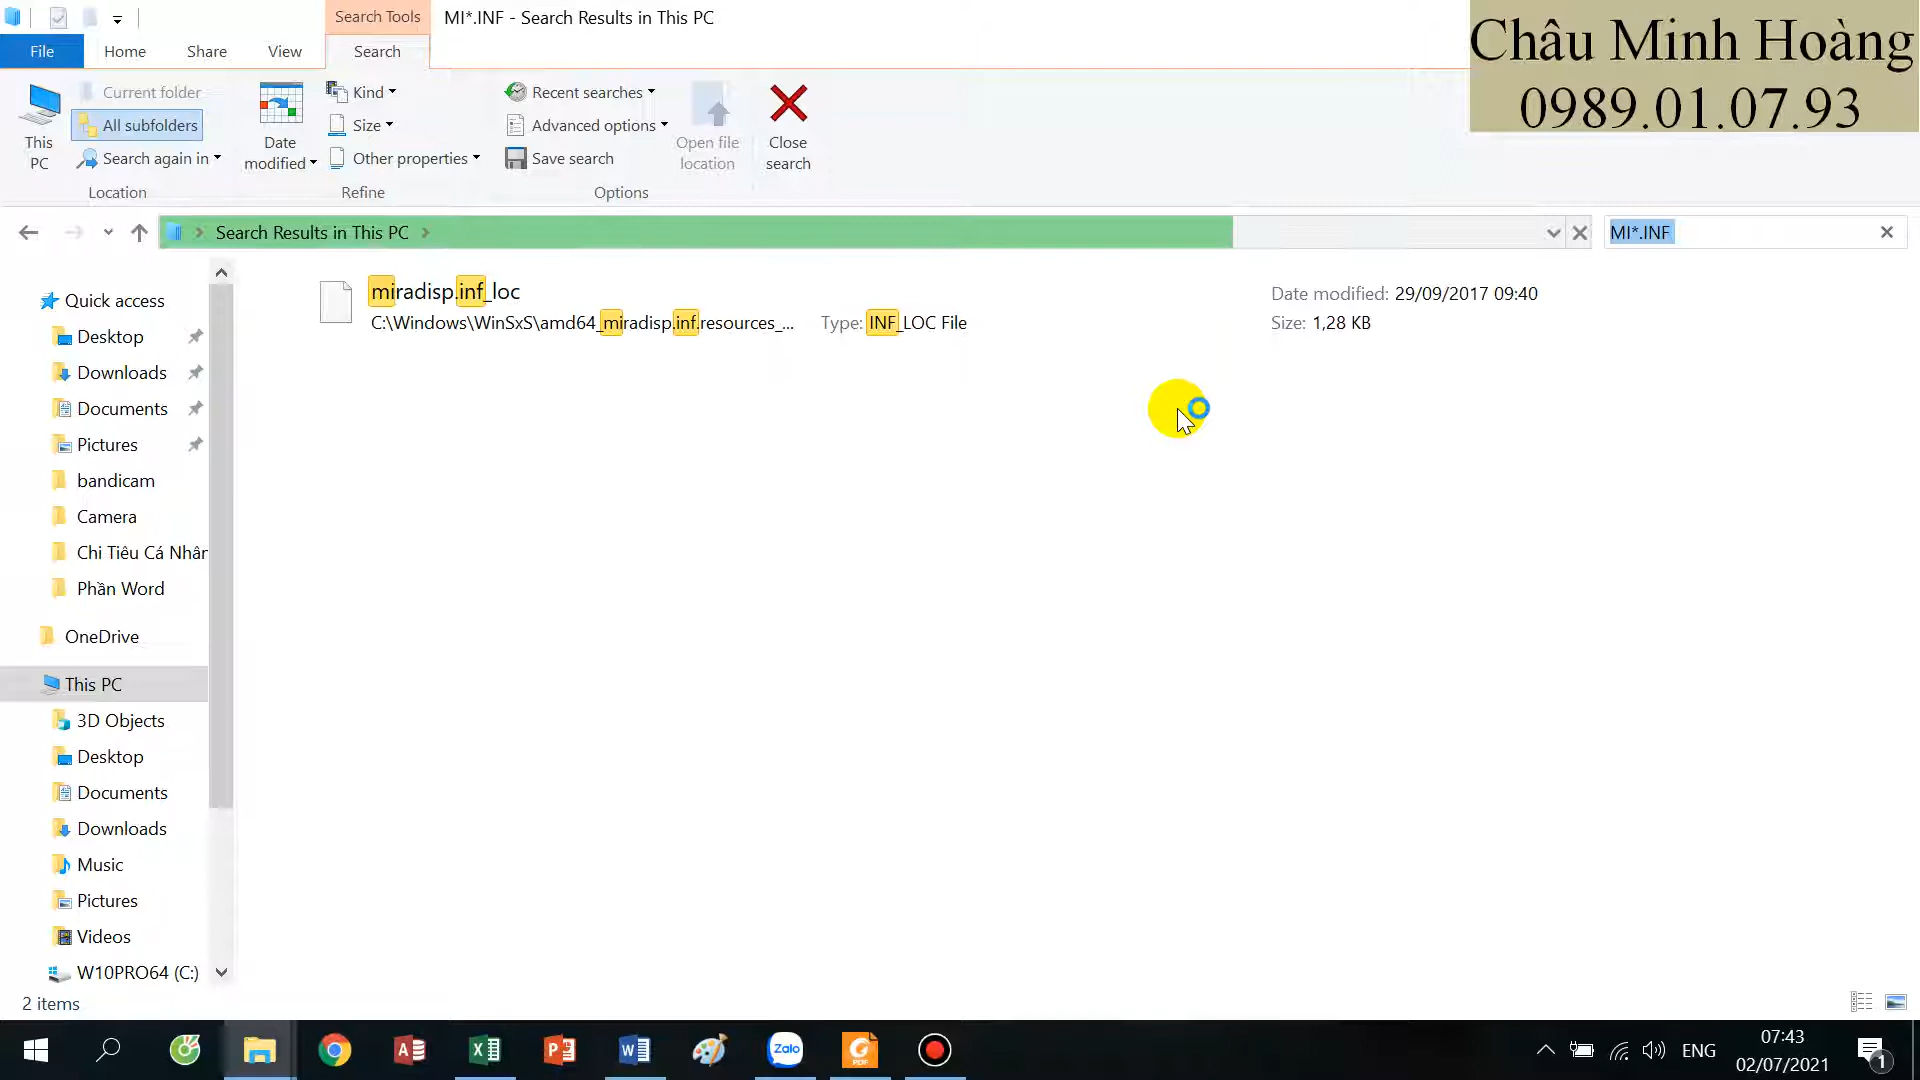 Search Tools
MI*.INF - Search Results in This PC
Châu Minh Hoàng
0989.01.07.93
File
Home
Share
View
Search
This PC
Current folder
All subfolders
Search again in
Location
Date modified
Kind
Size
Other properties
Refine
Recent searches
Advanced options
Save search
Options
Open file location
Close search
Search Results in This PC
MI*.INF
Quick access
Desktop
Downloads
Documents
Pictures
bandicam
Camera
Chi Tiêu Cá Nhân
Phần Word
OneDrive
This PC
3D Objects
Desktop
Documents
Downloads
Music
Pictures
Videos
W10PRO64 (C:)
miradisp.inf_loc
C:\Windows\WinSxS\amd64_miradisp.inf.resources_...
Type: INF_LOC File
Date modified: 29/09/2017 09:40
Size: 1,28 KB
2 items
Zalo
PDF
ENG
07:43
02/07/2021
1